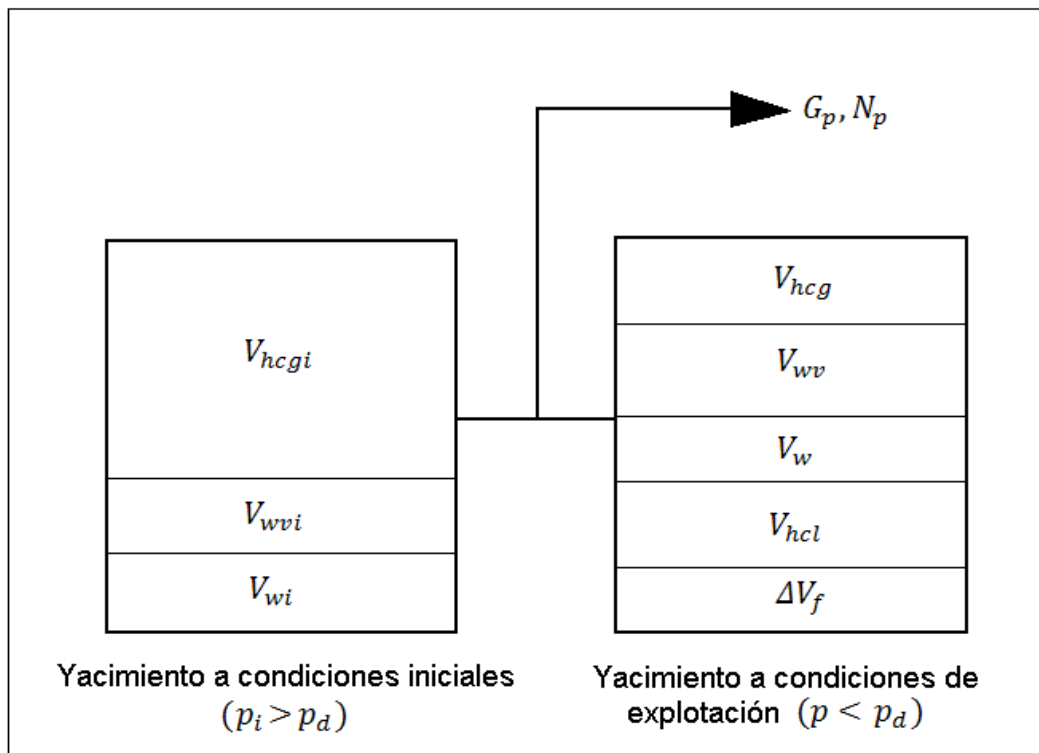 G_p, N_p
V_hcgi
V_wvi
V_wi
V_hcg
V_wv
V_w
V_hcl
ΔV_f
Yacimiento a condiciones iniciales
(p_i > p_d)
Yacimiento a condiciones de
explotación (p < p_d)